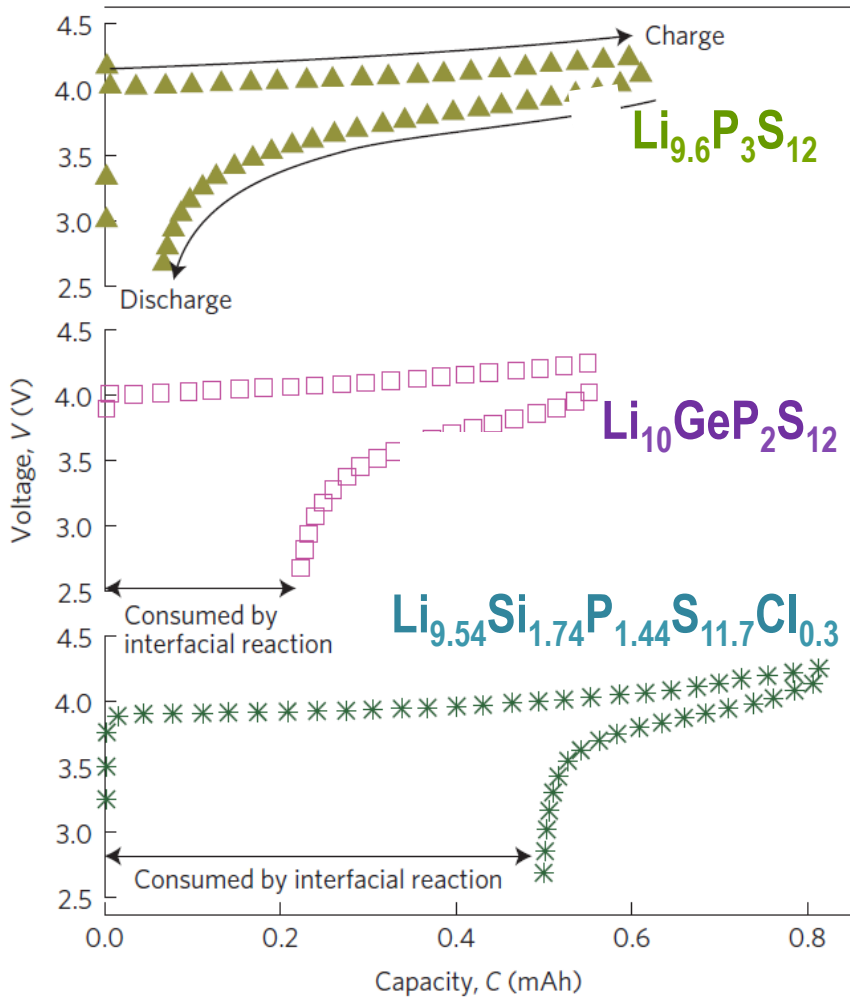 4.5
Charge
4.0
Li9.6P3S12
3.5
3.0
2.5
Discharge
4.5
4.0
Li10GeP2S12
3.5
3.0
2.5
Voltage, V (V)
Consumed by
interfacial reaction
Li9.54Si1.74P1.44S11.7Cl0.3
4.5
4.0
3.5
3.0
Consumed by interfacial reaction
2.5
0.0 0.2 0.4 0.6 0.8
Capacity, C (mAh)